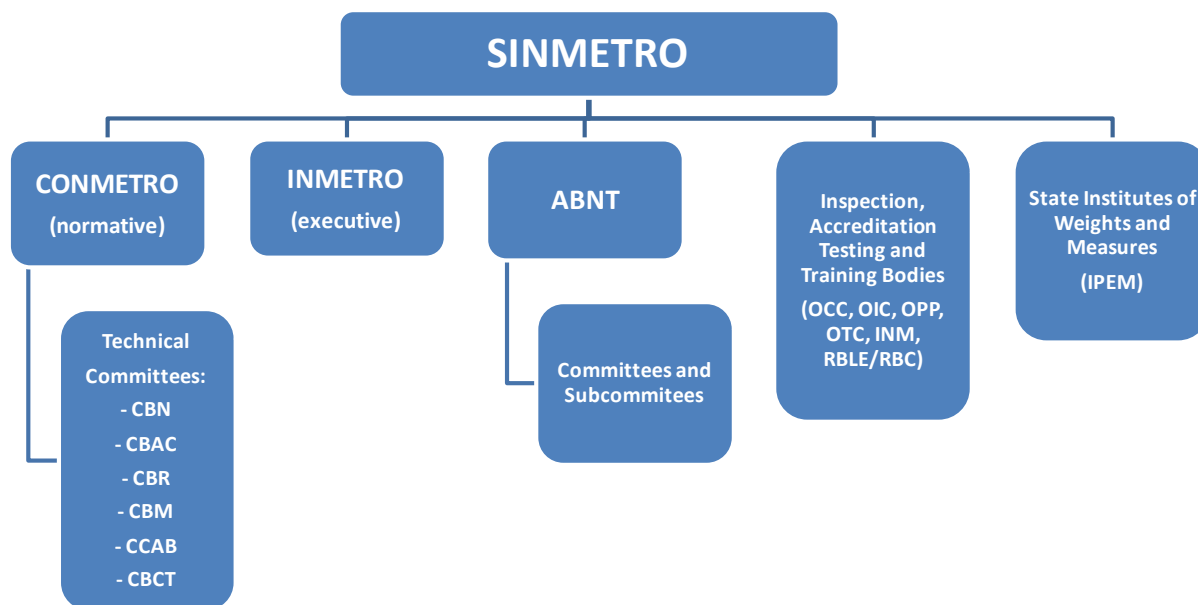 SINMETRO
CONMETRO
(normative)
INMETRO
(executive)
ABNT
Inspection,
Accreditation
Testing and
Training Bodies
(OCC, OIC, OPP,
OTC, INM,
RBLE/RBC)
State Institutes of
Weights and
Measures
(IPEM)
Technical
Committees:
- CBN
- CBAC
- CBR
- CBM
- CCAB
- CBCT
Committees and
Subcommitees